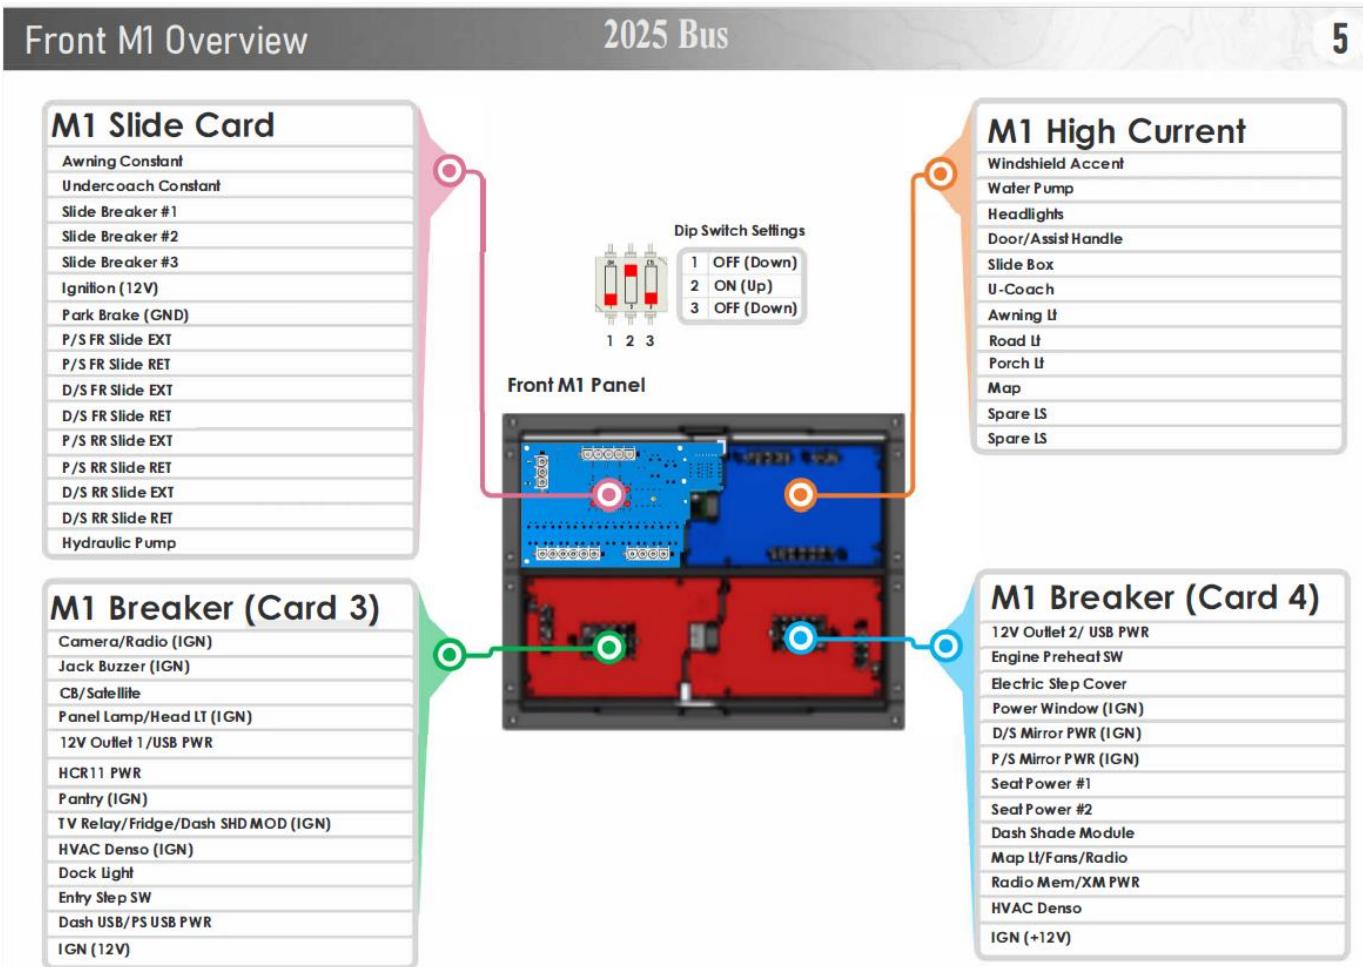 Front M1 Overview
2025 Bus
5
M1 Slide Card
Awning Constant
Undercoach Constant
Slide Breaker #1
Slide Breaker #2
Slide Breaker #3
Ignition (12V)
Park Brake (GND)
P/S FR Slide EXT
P/S FR Slide RET
D/S FR Slide EXT
D/S FR Slide RET
P/S RR Slide EXT
P/S RR Slide RET
D/S RR Slide EXT
D/S RR Slide RET
Hydraulic Pump
Dip Switch Settings
1 OFF (Down)
2 ON (Up)
3 OFF (Down)
1 2 3
Front M1 Panel
M1 High Current
Windshield Accent
Water Pump
Headlights
Door/Assist Handle
Slide Box
U-Coach
Awning Lt
Road Lt
Porch Lt
Map
Spare LS
Spare LS
M1 Breaker (Card 3)
Camera/Radio (IGN)
Jack Buzzer (IGN)
CB/Satellite
Panel Lamp/Head LT (IGN)
12V Outlet 1/USB PWR
HCR11 PWR
Pantry (IGN)
TV Relay/Fridge/Dash SHD MOD (IGN)
HVAC Denso (IGN)
Dock Light
Entry Step SW
Dash USB/PS USB PWR
IGN (12V)
M1 Breaker (Card 4)
12V Outlet 2/ USB PWR
Engine Preheat SW
Electric Step Cover
Power Window (IGN)
D/S Mirror PWR (IGN)
P/S Mirror PWR (IGN)
Seat Power #1
Seat Power #2
Dash Shade Module
Map Lt/Fans/Radio
Radio Mem/XM PWR
HVAC Denso
IGN (+12V)